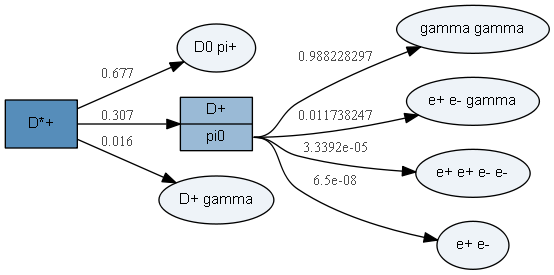 D*+
0.677
0.307
0.016
D0 pi+
D+
pi0
D+ gamma
0.988228297
0.011738247
3.3392e-05
6.5e-08
gamma gamma
e+ e- gamma
e+ e+ e- e-
e+ e-